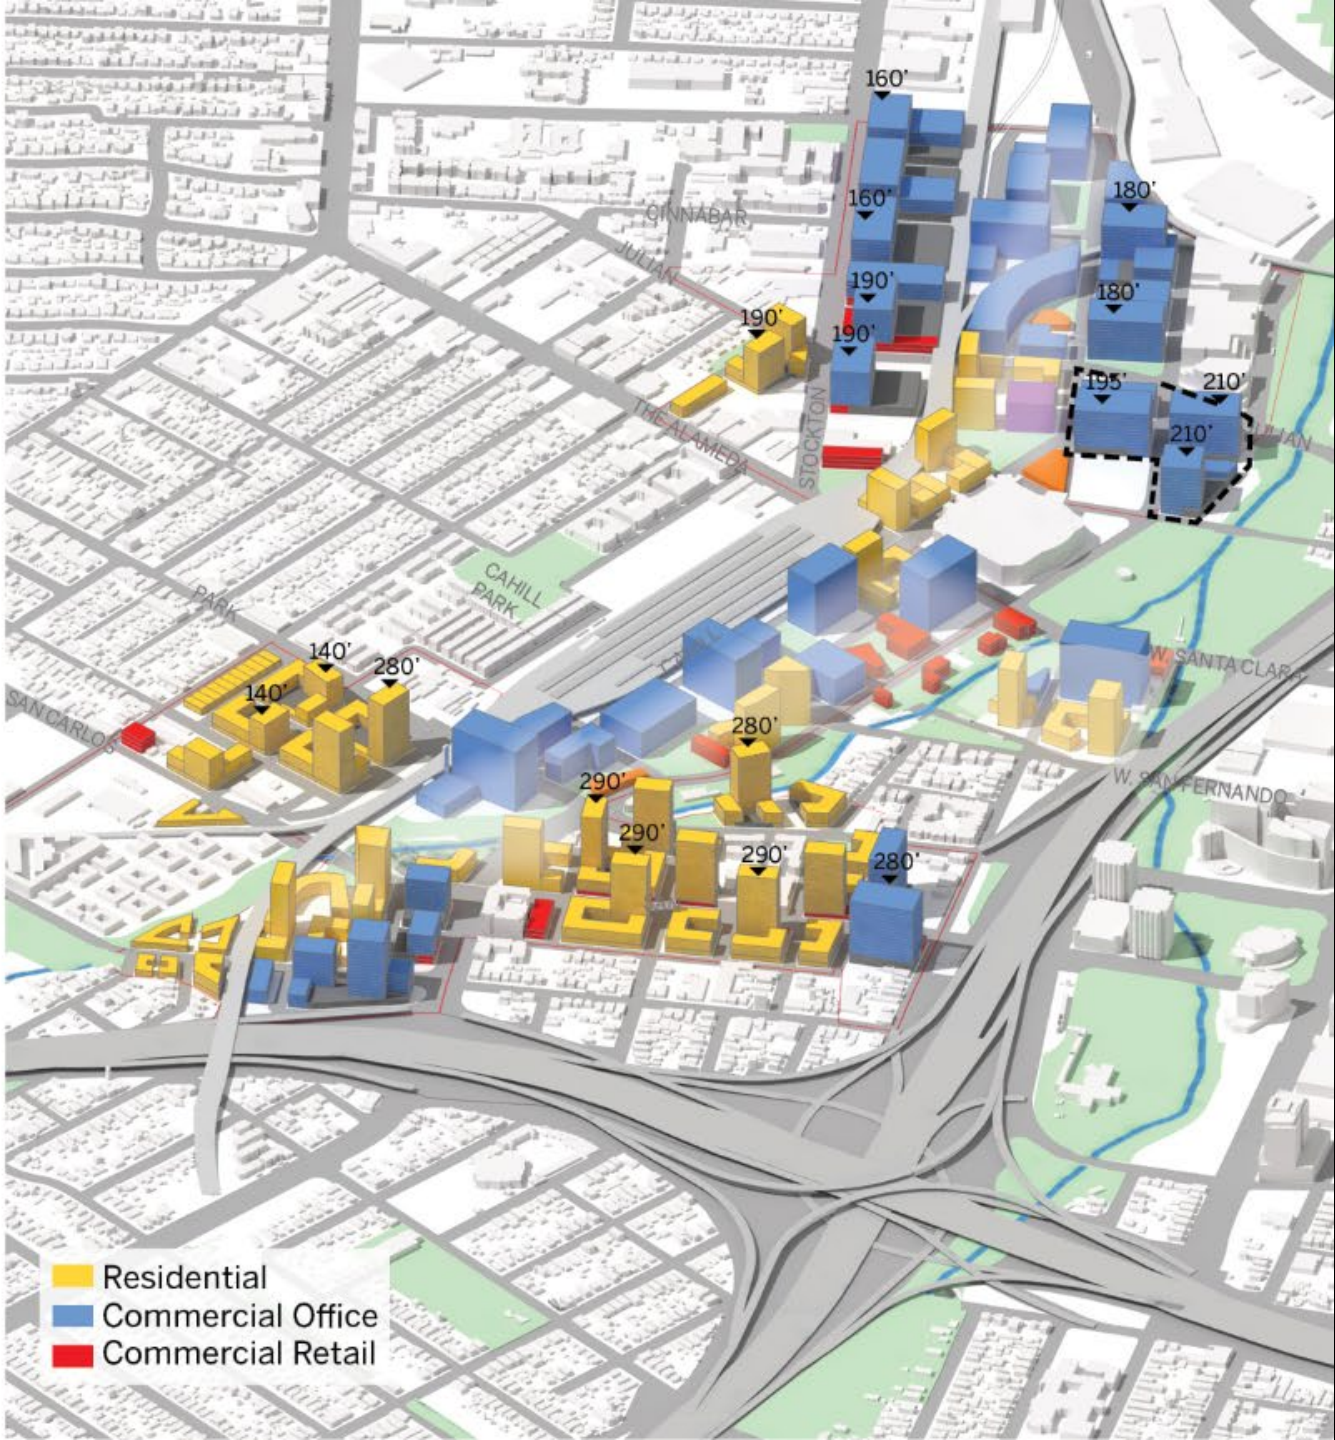 160'
180'
160'
CINNABAR
JULIAN
190'
180'
190'
190'
195'
210'
THE ALAMEDA
STOCKTON
210'
JULIAN
CAHILL
PARK
PARK
CAHILL
W. SANTA CLARA
140'
280'
140'
SAN CARLOS
280'
W. SAN FERNANDO
290'
290'
290'
280'
Residential
Commercial Office
Commercial Retail